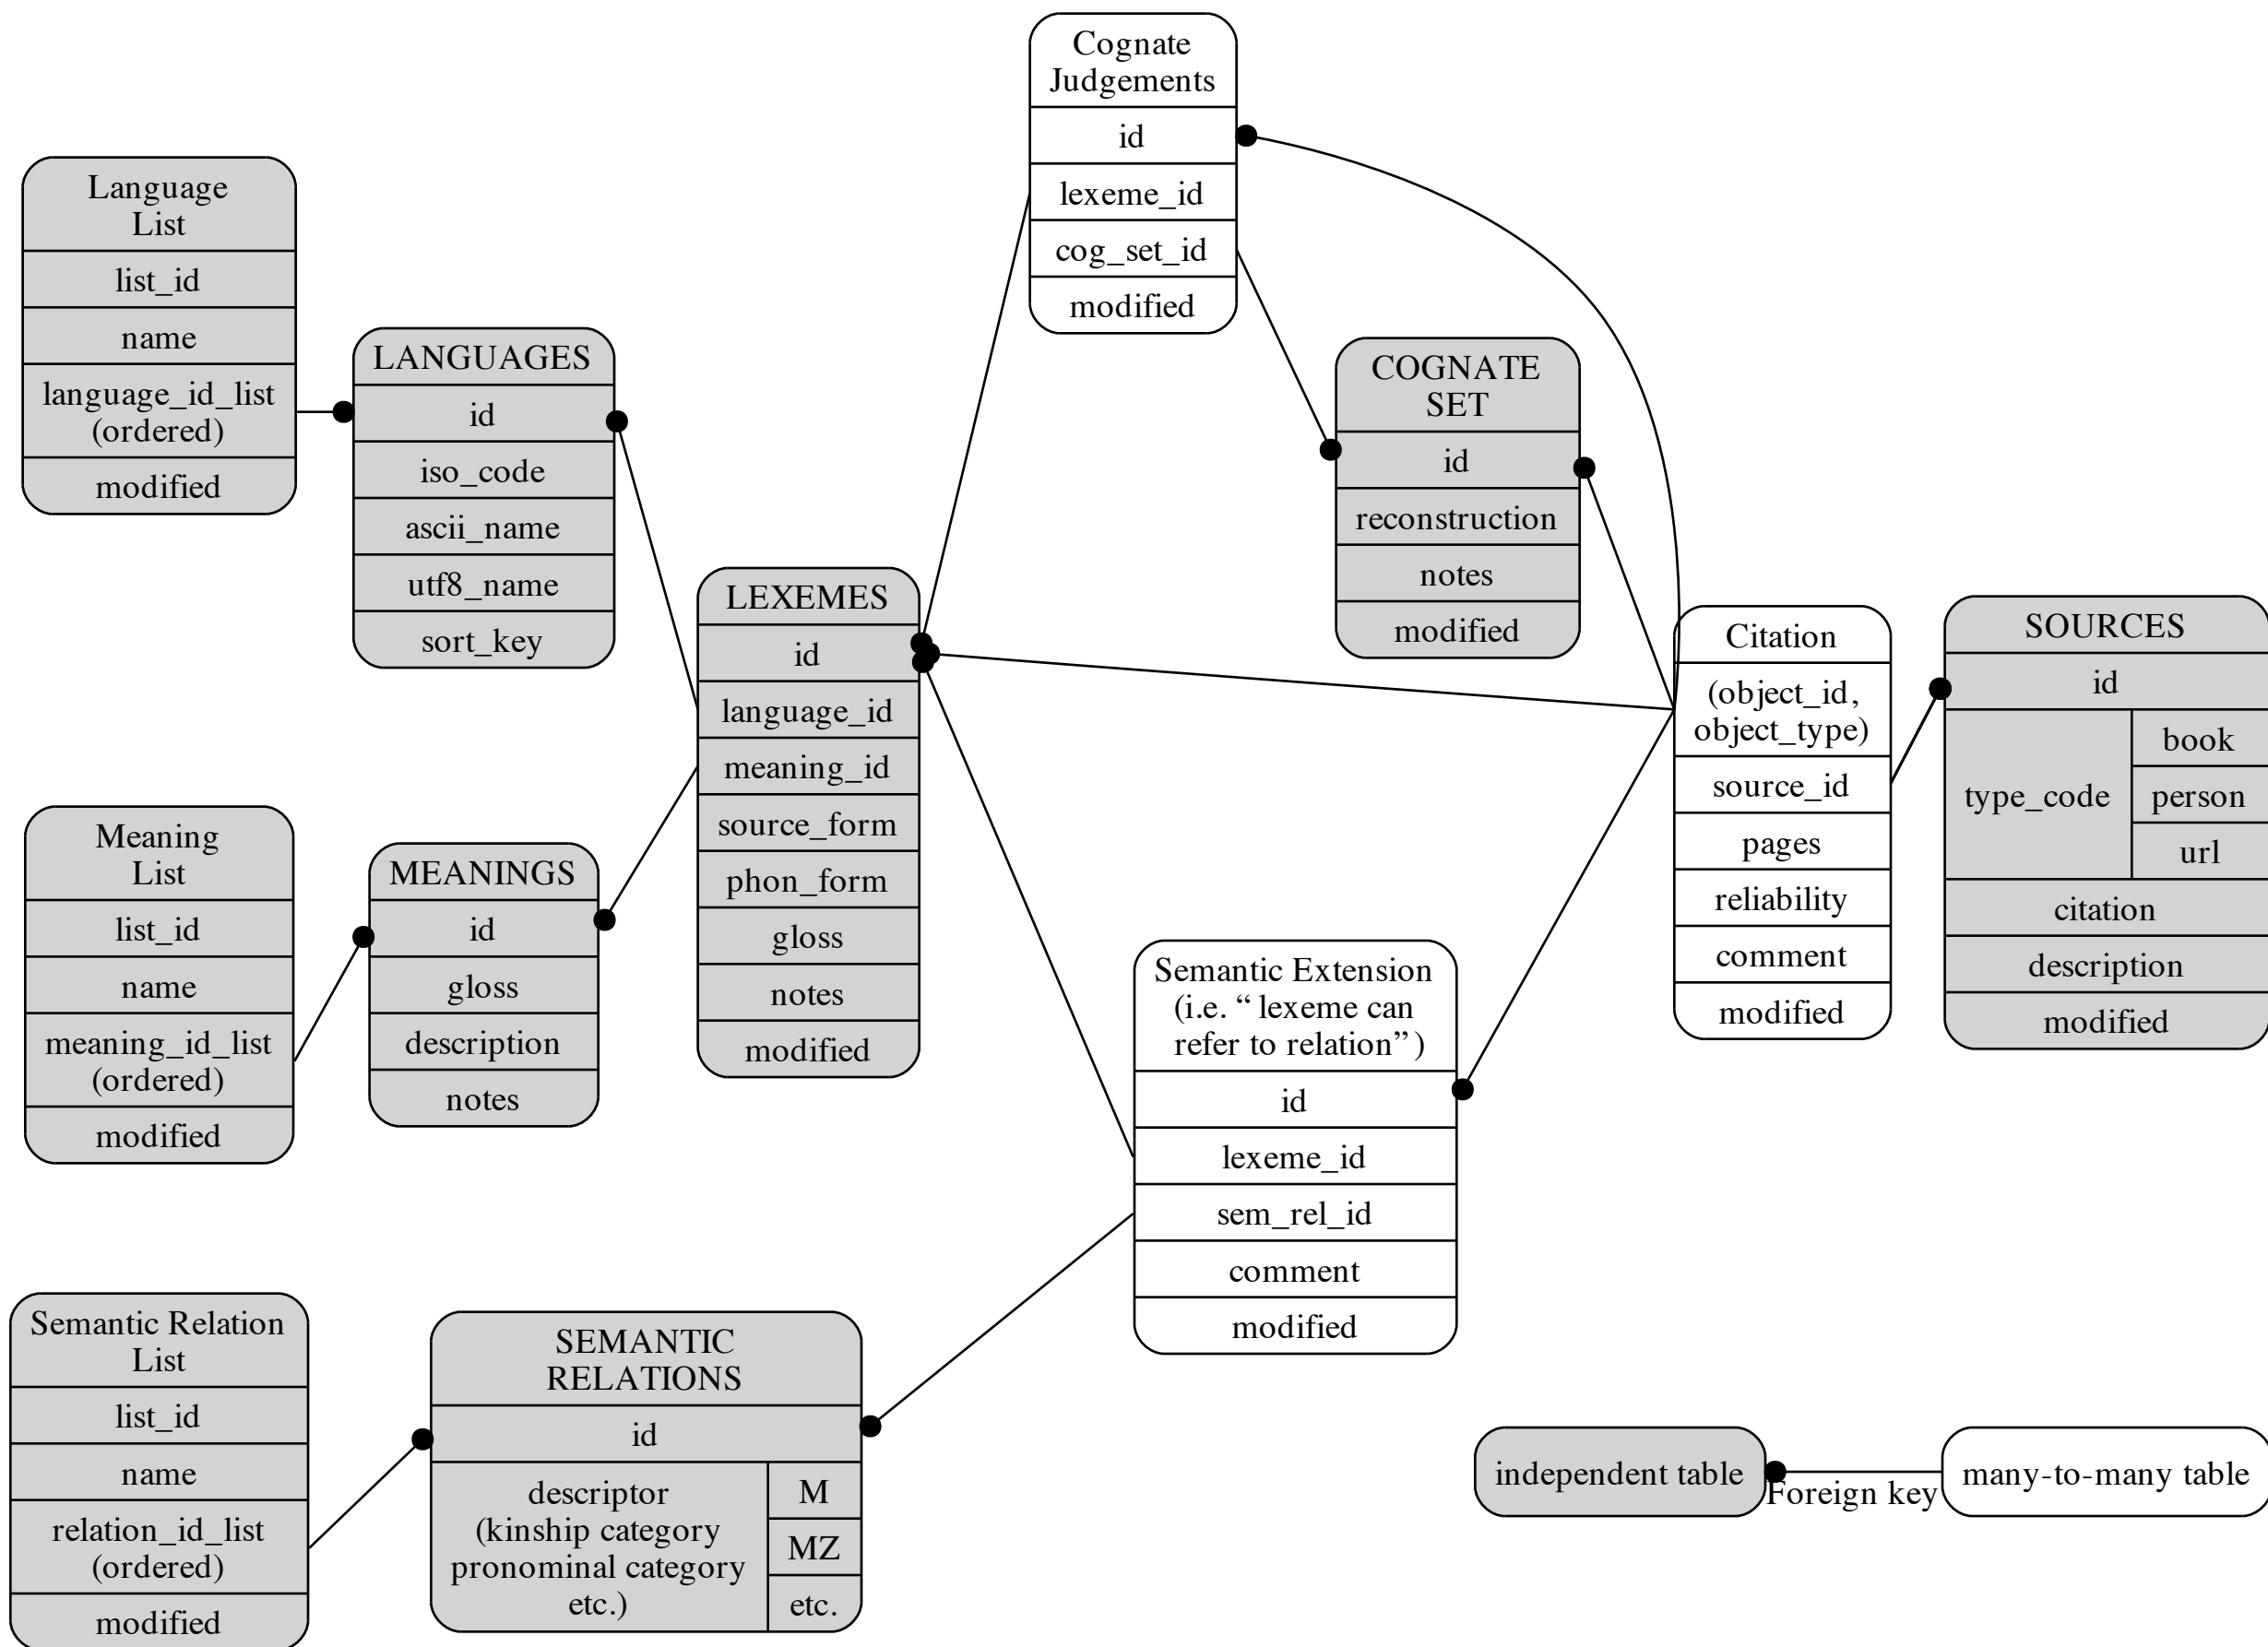 Cognate
Judgements
id
lexeme_id
cog_set_id
modified
Language
List
list_id
name
language_id_list
(ordered)
modified
LANGUAGES
id
iso_code
ascii_name
utf8_name
sort_key
COGNATE
SET
id
reconstruction
notes
modified
LEXEMES
id
language_id
meaning_id
source_form
phon_form
gloss
notes
modified
Citation
(object_id,
object_type)
source_id
pages
reliability
comment
modified
SOURCES
id
type_code
book
person
url
citation
description
modified
Meaning
List
list_id
name
meaning_id_list
(ordered)
modified
MEANINGS
id
gloss
description
notes
Semantic Extension
(i.e. “ lexeme can
refer to relation” )
id
lexeme_id
sem_rel_id
comment
modified
Semantic Relation
List
list_id
name
relation_id_list
(ordered)
modified
SEMANTIC
RELATIONS
id
descriptor
(kinship category
pronominal category
etc.)
M
MZ
etc.
independent table
Foreign key
many-to-many table